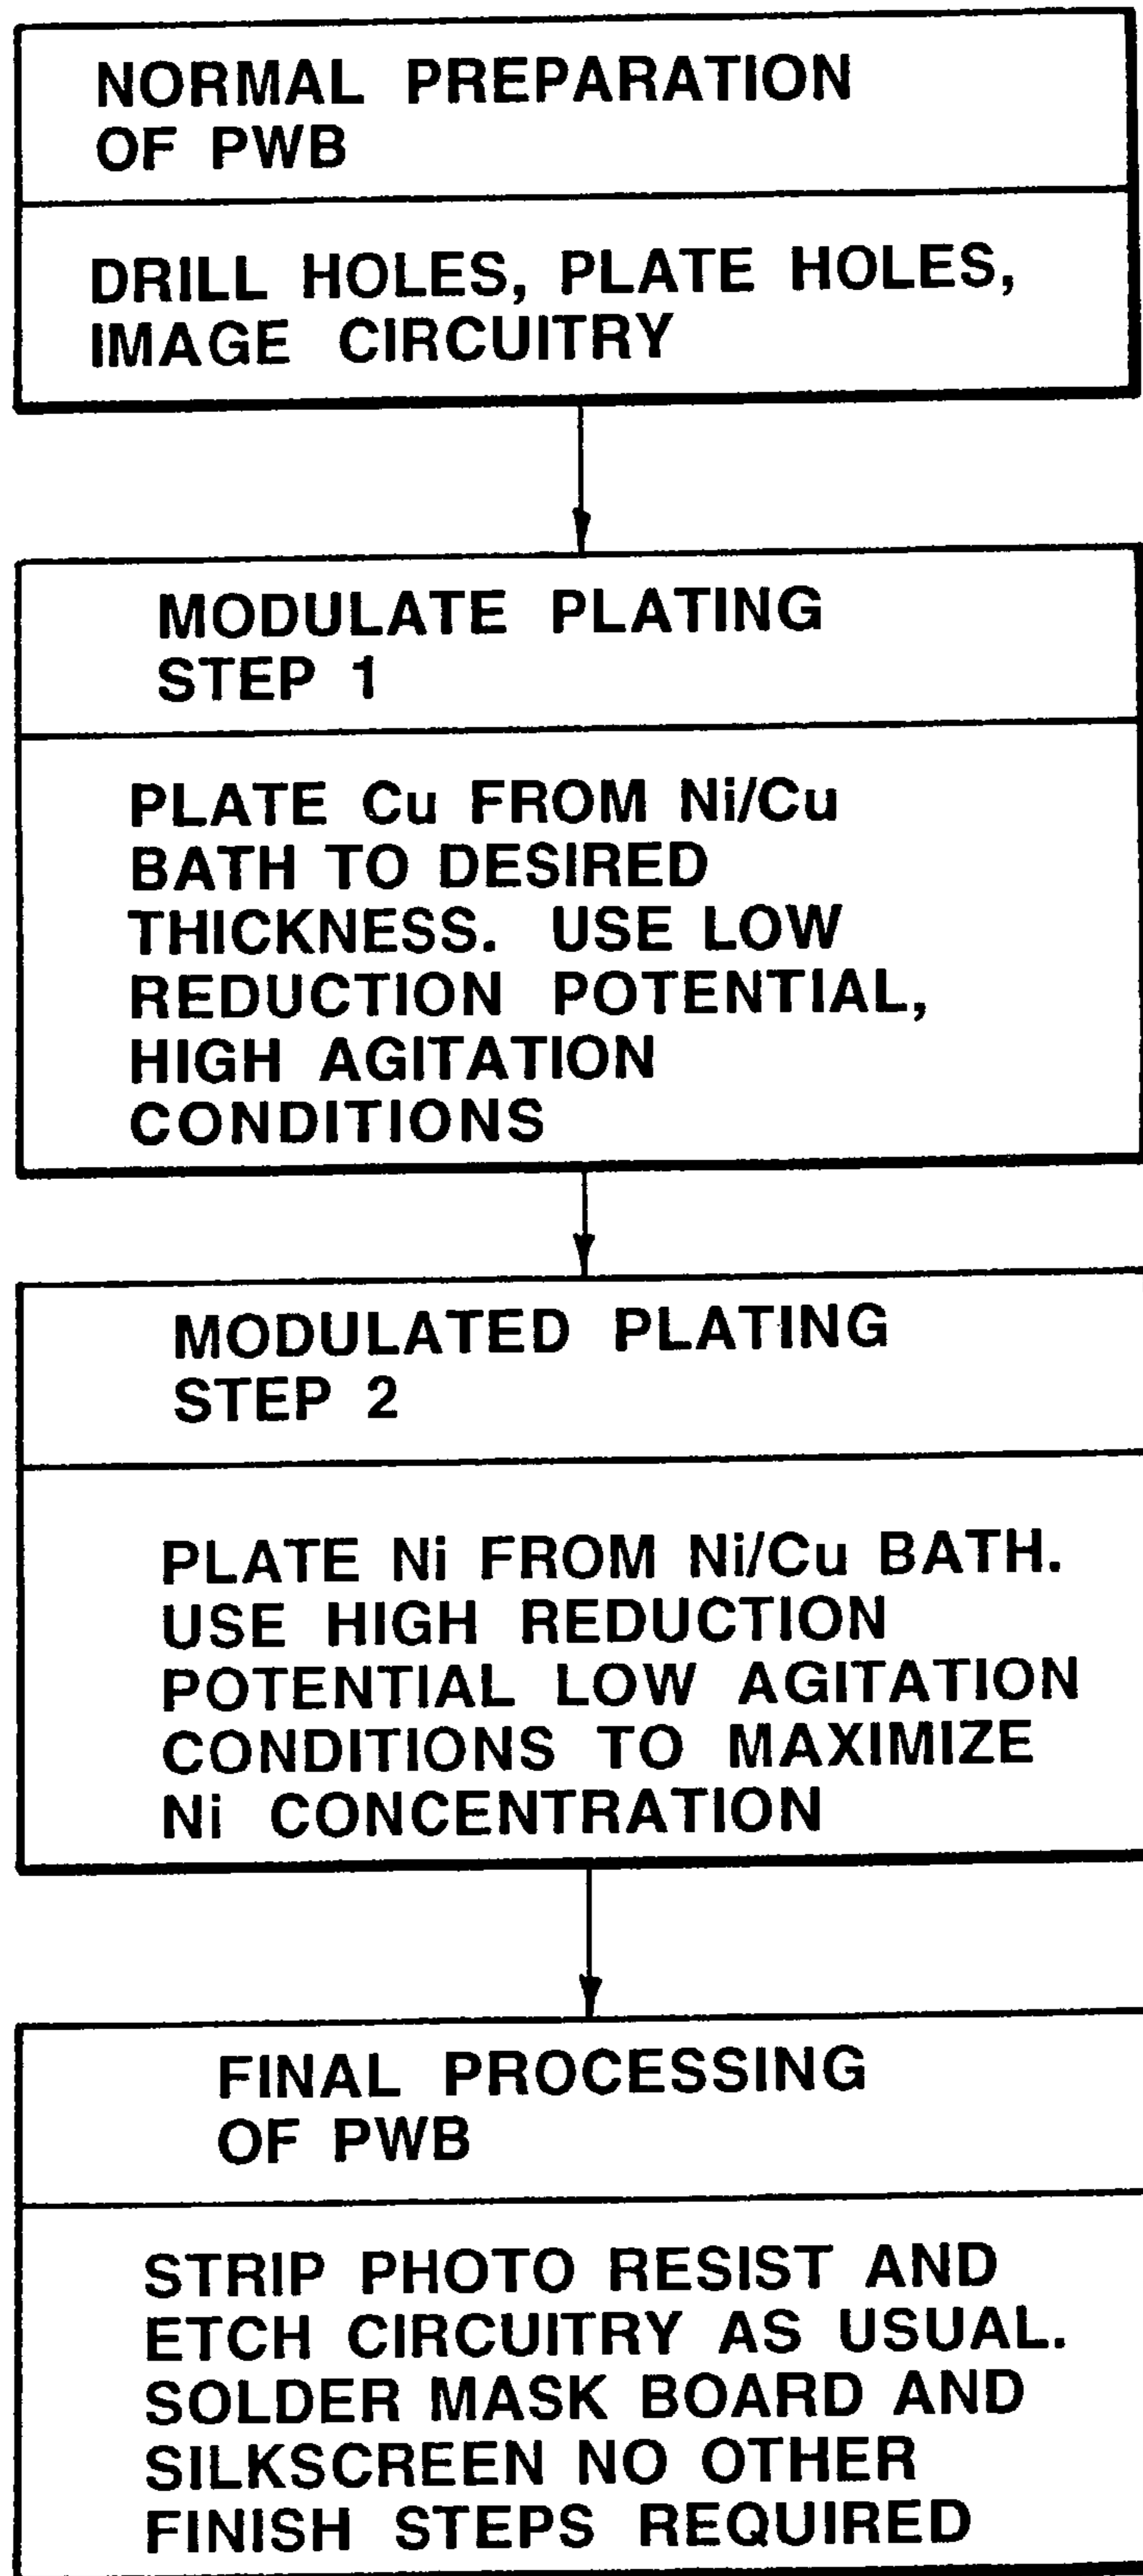 NORMAL PREPARATION
OF PWB
DRILL HOLES, PLATE HOLES,
IMAGE CIRCUITRY
MODULATE PLATING
STEP 1
PLATE Cu FROM Ni/Cu
BATH TO DESIRED
THICKNESS. USE LOW
REDUCTION POTENTIAL,
HIGH AGITATION
CONDITIONS
MODULATED PLATING
STEP 2
PLATE Ni FROM Ni/Cu BATH.
USE HIGH REDUCTION
POTENTIAL LOW AGITATION
CONDITIONS TO MAXIMIZE
Ni CONCENTRATION
FINAL PROCESSING
OF PWB
STRIP PHOTO RESIST AND
ETCH CIRCUITRY AS USUAL.
SOLDER MASK BOARD AND
SILKSCREEN NO OTHER
FINISH STEPS REQUIRED